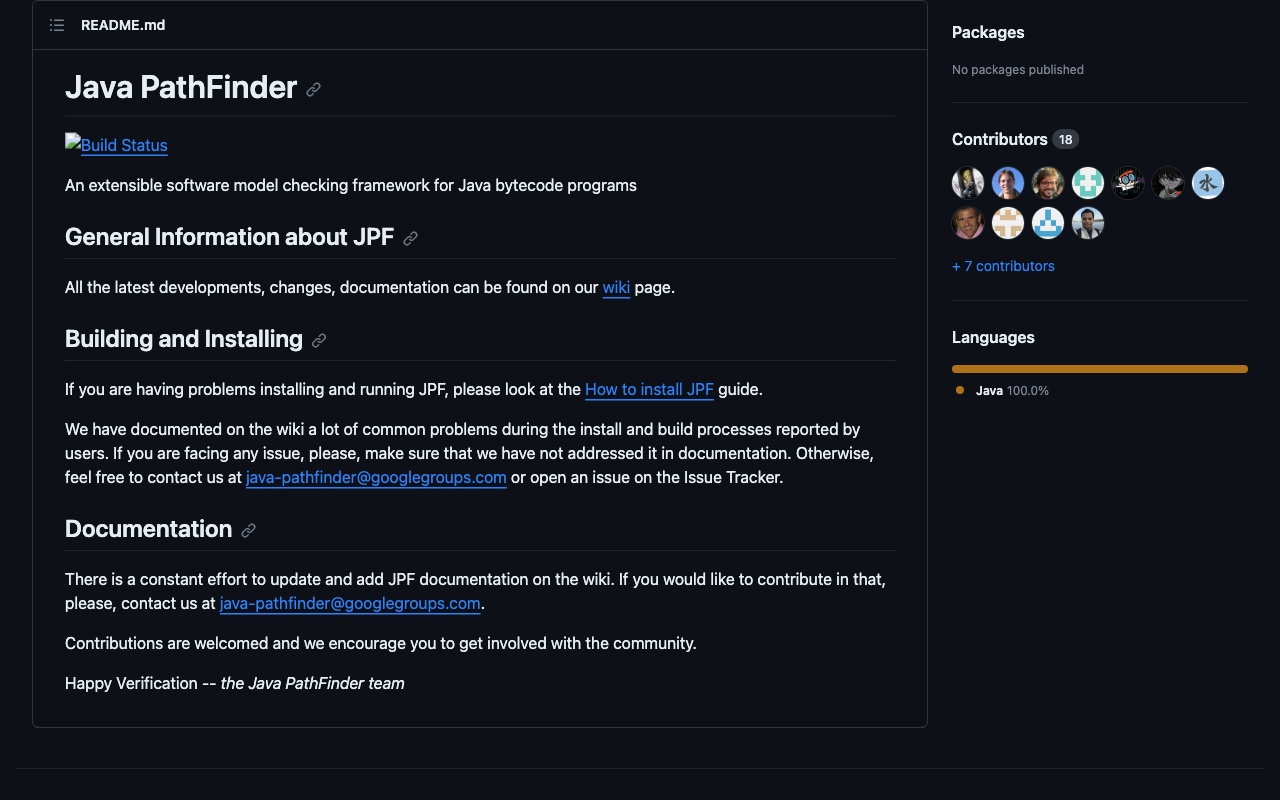 README.md
Java PathFinder
Build Status
An extensible software model checking framework for Java bytecode programs
General Information about JPF
All the latest developments, changes, documentation can be found on our wiki page.
Building and Installing
If you are having problems installing and running JPF, please look at the How to install JPF guide.
We have documented on the wiki a lot of common problems during the install and build processes reported by
users. If you are facing any issue, please, make sure that we have not addressed it in documentation. Otherwise,
feel free to contact us at java-pathfinder@googlegroups.com or open an issue on the Issue Tracker.
Documentation
There is a constant effort to update and add JPF documentation on the wiki. If you would like to contribute in that,
please, contact us at java-pathfinder@googlegroups.com.
Contributions are welcomed and we encourage you to get involved with the community.
Happy Verification -- the Java PathFinder team
Packages
No packages published
Contributors 18
水
+ 7 contributors
Languages
Java 100.0%